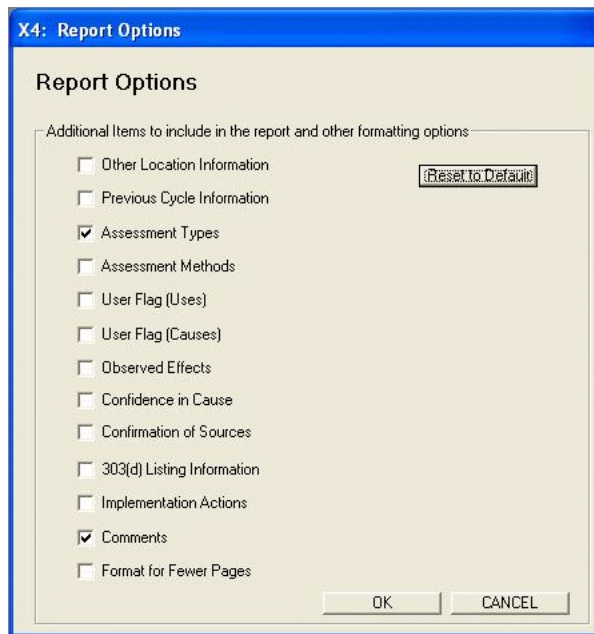 X4: Report Options
Report Options
Additional Items to include in the report and other formatting options
Other Location Information
Reset to Default
Previous Cycle Information
Assessment Types
Assessment Methods
User Flag (Uses)
User Flag (Causes)
Observed Effects
Confidence in Cause
Confirmation of Sources
303(d) Listing Information
Implementation Actions
Comments
Format for Fewer Pages
OK
CANCEL